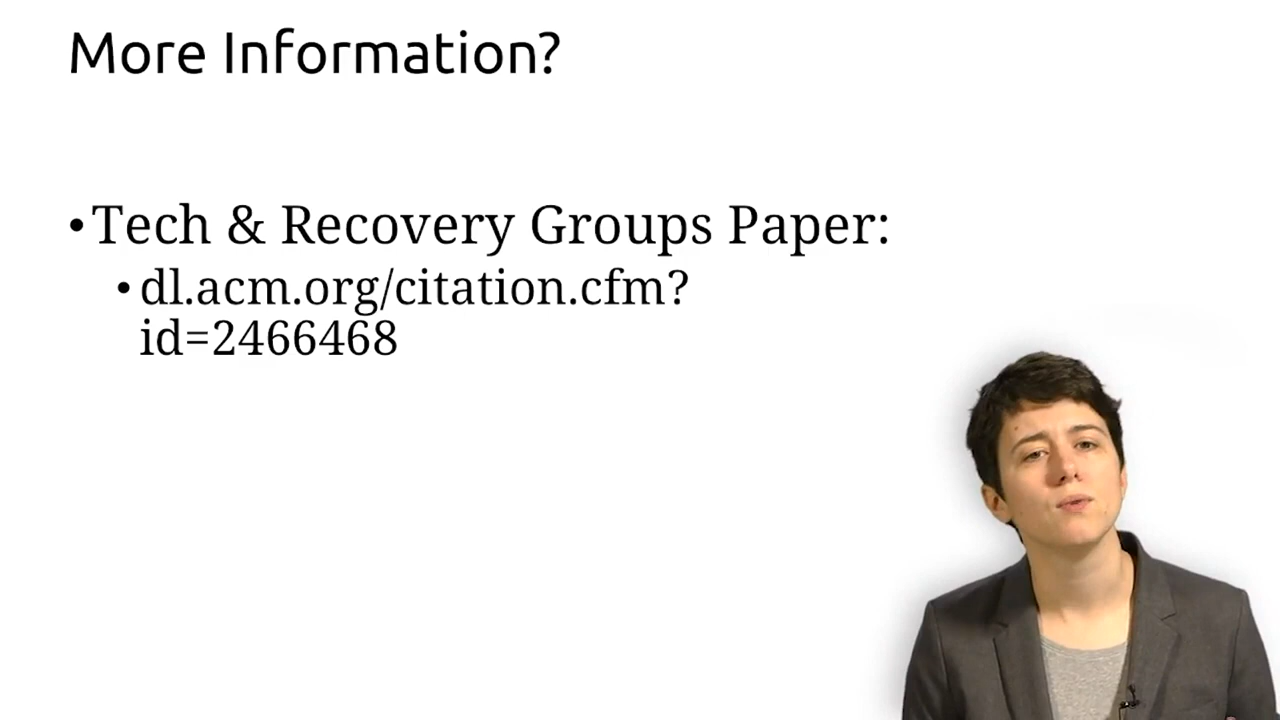 More Information?
•Tech & Recovery Groups Paper:
•dl.acm.org/citation.cfm?
id=2466468